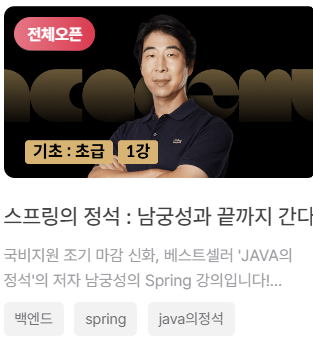 전체오픈
기초 : 초급 1강
스프링의 정석 : 남궁성과 끝까지 간다
국비지원 조기 마감 신화, 베스트셀러 'JAVA의
정석'의 저자 남궁성의 Spring 강의입니다!...
백엔드 spring java의정석